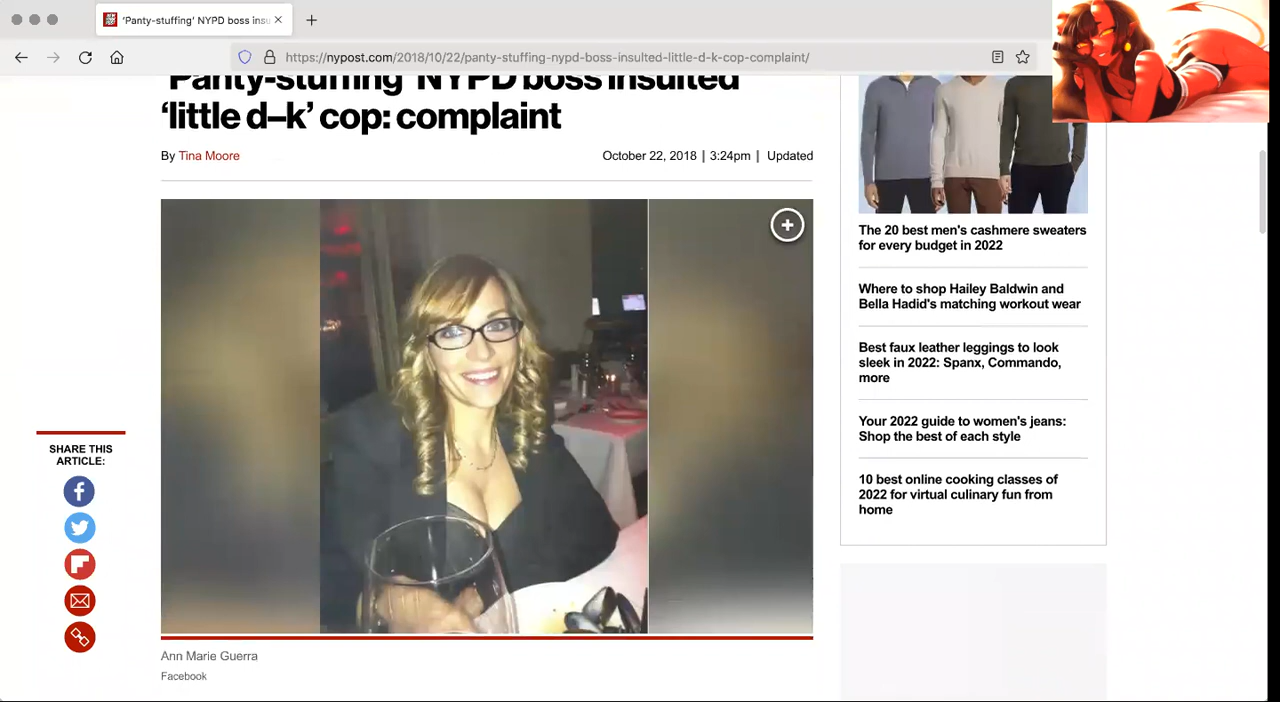 'Panty-stuffing' NYPD boss insu
https://nypost.com/2018/10/22/panty-stuffing-nypd-boss-insulted-little-d-k-cop-complaint/
'Panty-stuffing' NYPD boss insulted
'little d–k' cop: complaint
By Tina Moore
October 22, 2018 | 3:24pm | Updated
SHARE THIS
ARTICLE:
Ann Marie Guerra
Facebook
The 20 best men's cashmere sweaters
for every budget in 2022
Where to shop Hailey Baldwin and
Bella Hadid's matching workout wear
Best faux leather leggings to look
sleek in 2022: Spanx, Commando,
more
Your 2022 guide to women's jeans:
Shop the best of each style
10 best online cooking classes of
2022 for virtual culinary fun from
home